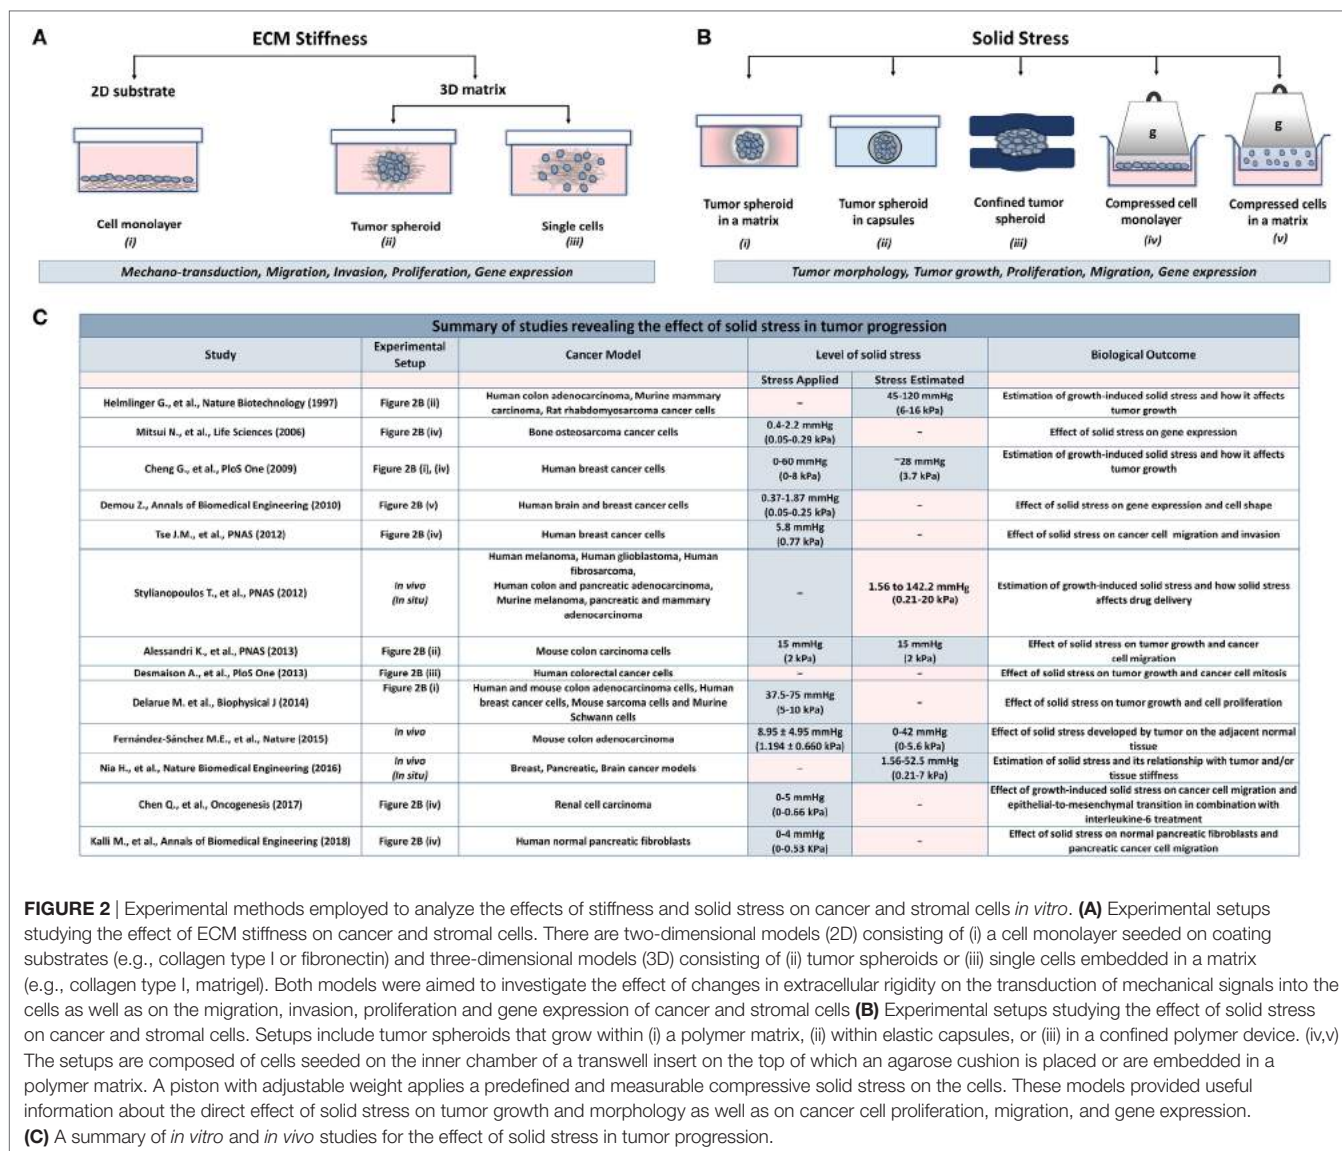 A
ECM Stiffness
2D substrate
3D matrix
Cell monolayer
(i)
Tumor spheroid
(ii)
Single cells
(iii)
Mechano-transduction, Migration, Invasion, Proliferation, Gene expression
B
Solid Stress
g
g
Tumor spheroid
in a matrix
(i)
Tumor spheroid
in capsules
(ii)
Confined tumor
spheroid
(iii)
Compressed cell
monolayer
(iv)
Compressed cells
in a matrix
(v)
Tumor morphology, Tumor growth, Proliferation, Migration, Gene expression
C
Summary of studies revealing the effect of solid stress in tumor progression
Study
Experimental
Setup
Cancer Model
Level of solid stress
Biological Outcome
Stress Applied
Stress Estimated
Helmlinger G., et al., Nature Biotechnology (1997)
Figure 2B (ii)
Human colon adenocarcinoma, Murine mammary
carcinoma, Rat rhabdomyosarcoma cancer cells
–
45-120 mmHg
(6-16 kPa)
Estimation of growth-induced solid stress and how it affects
tumor growth
Mitsui N., et al., Life Sciences (2006)
Figure 2B (iv)
Bone osteosarcoma cancer cells
0.4-2.2 mmHg
(0.05-0.29 kPa)
–
Effect of solid stress on gene expression
Cheng G., et al., PloS One (2009)
Figure 2B (i), (iv)
Human breast cancer cells
0-60 mmHg
(0-8 kPa)
~28 mmHg
(3.7 kPa)
Estimation of growth-induced solid stress and how it affects
tumor growth
Demou Z., Annals of Biomedical Engineering (2010)
Figure 2B (v)
Human brain and breast cancer cells
0.37-1.87 mmHg
(0.05-0.25 kPa)
–
Effect of solid stress on gene expression and cell shape
Tse J.M., et al., PNAS (2012)
Figure 2B (iv)
Human breast cancer cells
5.8 mmHg
(0.77 kPa)
–
Effect of solid stress on cancer cell migration and invasion
Stylianopoulos T., et al., PNAS (2012)
In vivo
(In situ)
Human melanoma, Human glioblastoma, Human
fibrosarcoma,
Human colon and pancreatic adenocarcinoma,
Murine melanoma, pancreatic and mammary
adenocarcinoma
–
1.56 to 142.2 mmHg
(0.21-20 kPa)
Estimation of growth-induced solid stress and how solid stress
affects drug delivery
Alessandri K., et al., PNAS (2013)
Figure 2B (ii)
Mouse colon carcinoma cells
15 mmHg
(2 kPa)
15 mmHg
(2 kPa)
Effect of solid stress on tumor growth and cancer
cell migration
Desmaison A., et al., PloS One (2013)
Figure 2B (iii)
Human colorectal cancer cells
–
–
Effect of solid stress on tumor growth and cancer cell mitosis
Delarue M. et al., Biophysical J (2014)
Figure 2B (i)
Human and mouse colon adenocarcinoma cells, Human
breast cancer cells, Mouse sarcoma cells and Murine
Schwann cells
37.5-75 mmHg
(5-10 kPa)
–
Effect of solid stress on tumor growth and cell proliferation
Fernández-Sánchez M.E., et al., Nature (2015)
In vivo
Mouse colon adenocarcinoma
8.95 ± 4.95 mmHg
(1.194 ± 0.660 kPa)
0-42 mmHg
(0-5.6 kPa)
Effect of solid stress developed by tumor on the adjacent normal
tissue
Nia H., et al., Nature Biomedical Engineering (2016)
In vivo
(In situ)
Breast, Pancreatic, Brain cancer models
–
1.56-52.5 mmHg
(0.21-7 kPa)
Estimation of solid stress and its relationship with tumor and/or
tissue stiffness
Chen Q., et al., Oncogenesis (2017)
Figure 2B (iv)
Renal cell carcinoma
0-5 mmHg
(0-0.66 kPa)
–
Effect of growth-induced solid stress on cancer cell migration and
epithelial-to-mesenchymal transition in combination with
interleukine-6 treatment
Kalli M., et al., Annals of Biomedical Engineering (2018)
Figure 2B (iv)
Human normal pancreatic fibroblasts
0-4 mmHg
(0-0.53 KPa)
–
Effect of solid stress on normal pancreatic fibroblasts and
pancreatic cancer cell migration
FIGURE 2 | Experimental methods employed to analyze the effects of stiffness and solid stress on cancer and stromal cells in vitro. (A) Experimental setups
studying the effect of ECM stiffness on cancer and stromal cells. There are two-dimensional models (2D) consisting of (i) a cell monolayer seeded on coating
substrates (e.g., collagen type I or fibronectin) and three-dimensional models (3D) consisting of (ii) tumor spheroids or (iii) single cells embedded in a matrix
(e.g., collagen type I, matrigel). Both models were aimed to investigate the effect of changes in extracellular rigidity on the transduction of mechanical signals into the
cells as well as on the migration, invasion, proliferation and gene expression of cancer and stromal cells (B) Experimental setups studying the effect of solid stress
on cancer and stromal cells. Setups include tumor spheroids that grow within (i) a polymer matrix, (ii) within elastic capsules, or (iii) in a confined polymer device. (iv,v)
The setups are composed of cells seeded on the inner chamber of a transwell insert on the top of which an agarose cushion is placed or are embedded in a
polymer matrix. A piston with adjustable weight applies a predefined and measurable compressive solid stress on the cells. These models provided useful
information about the direct effect of solid stress on tumor growth and morphology as well as on cancer cell proliferation, migration, and gene expression.
(C) A summary of in vitro and in vivo studies for the effect of solid stress in tumor progression.